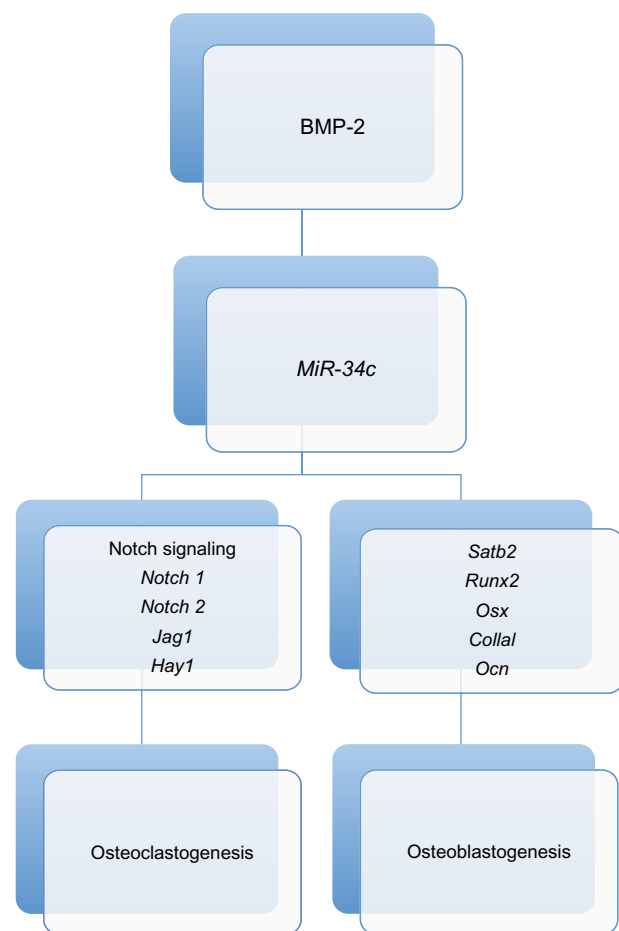 BMP-2
MiR-34c
Notch signaling
Notch 1
Notch 2
Jag1
Hay1
Satb2
Runx2
Osx
Collal
Ocn
Osteoclastogenesis
Osteoblastogenesis